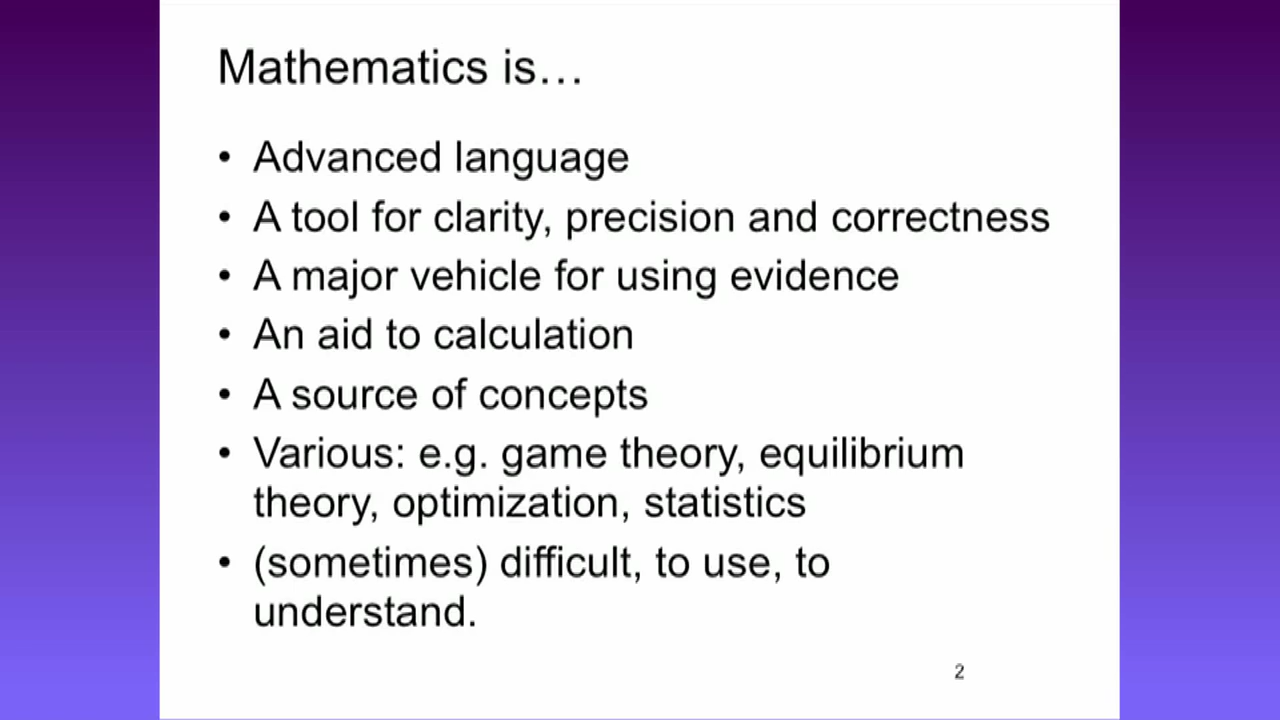 Mathematics is…
• Advanced language
• A tool for clarity, precision and correctness
• A major vehicle for using evidence
• An aid to calculation
• A source of concepts
• Various: e.g. game theory, equilibrium
theory, optimization, statistics
• (sometimes) difficult, to use, to
understand.
2